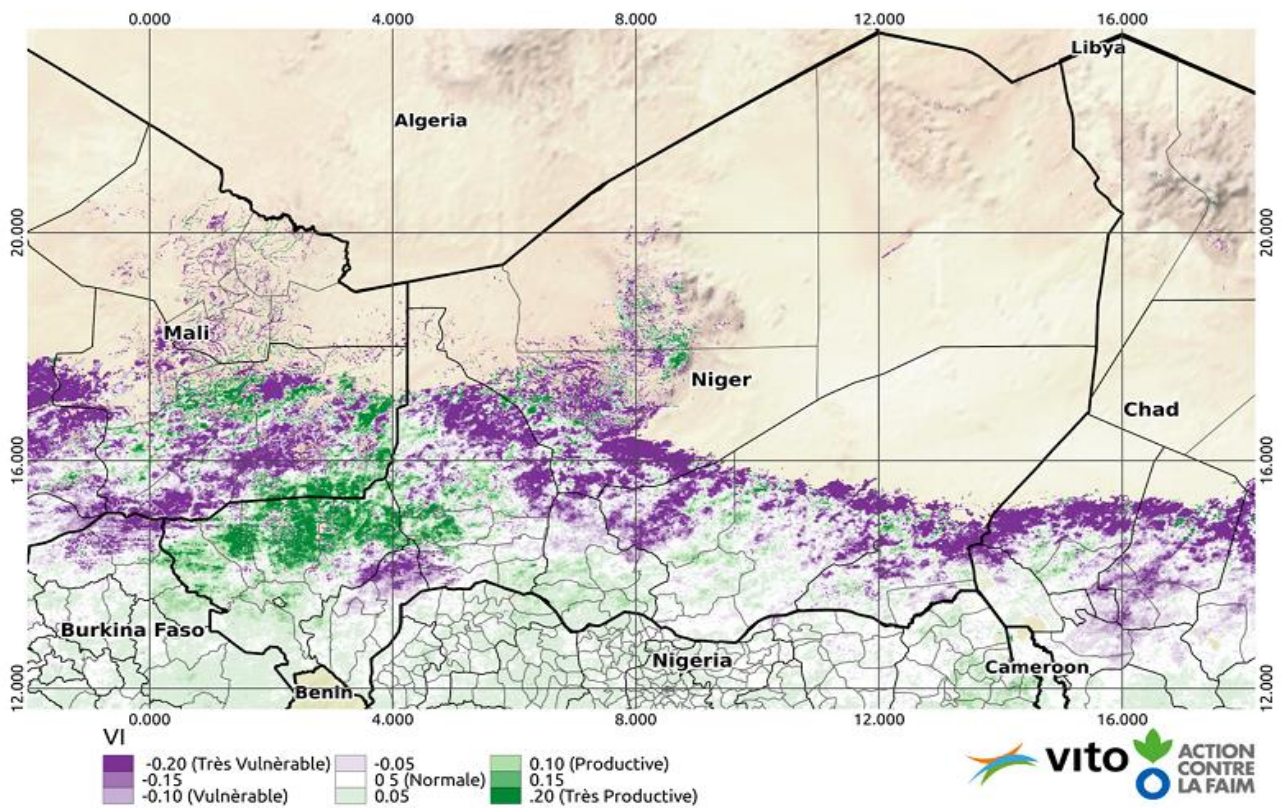 0.000 4.000 8.000 12.000 16.000
Libya
Algeria
20.000 20.000
Mali
Niger
Chad
16.000 16.000
Burkina Faso
Nigeria
Cameroon
Benin
12.000 12.000
0.000 4.000 8.000 12.000 16.000
VI
-0.20 (Très Vulnèrable) -0.05 0.10 (Productive)
-0.15 0 5 (Normale) 0.15
-0.10 (Vulnèrable) 0.05 .20 (Très Productive)
vito
ACTION
CONTRE
LA FAIM